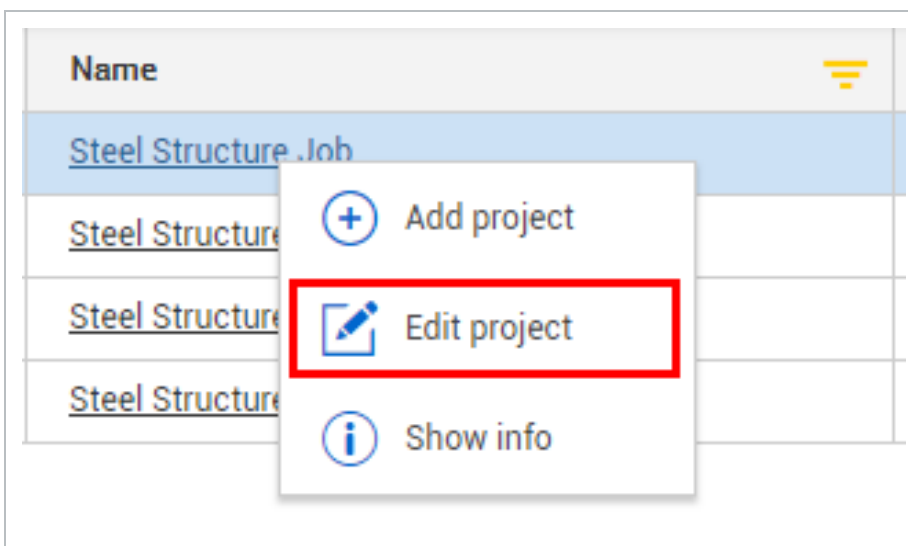 Name
Steel Structure Job
Add project
Steel Structure
Edit project
Steel Structure
Steel Structure
Show info